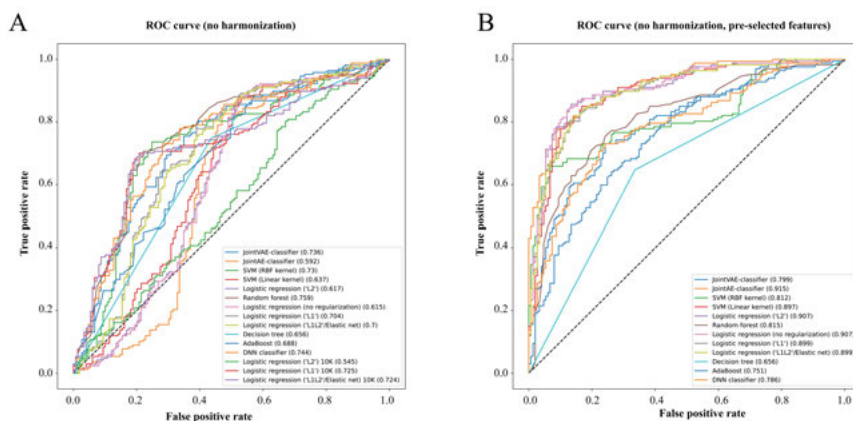 A
ROC curve (no harmonization)
True positive rate
1.0
0.8
0.6
0.4
0.2
0.0
JointVAE-classifier (0.736)
JointAE-classifier (0.592)
SVM (RBF kernel) (0.73)
SVM (Linear kernel) (0.637)
Logistic regression ('L2') (0.617)
Random forest (0.759)
Logistic regression (no regularization) (0.615)
Logistic regression ('L1') (0.704)
Logistic regression ('L1L2'/Elastic net) (0.7)
Decision tree (0.656)
AdaBoost (0.688)
DNN classifier (0.744)
Logistic regression ('L2') 10K (0.545)
Logistic regression ('L1') 10K (0.725)
Logistic regression ('L1L2'/Elastic net) 10K (0.724)
0.0 0.2 0.4 0.6 0.8 1.0
False positive rate
B
ROC curve (no harmonization, pre-selected features)
True positive rate
1.0
0.8
0.6
0.4
0.2
0.0
JointVAE-classifier (0.799)
JointAE-classifier (0.915)
SVM (RBF kernel) (0.812)
SVM (Linear kernel) (0.897)
Logistic regression ('L2') (0.907)
Random forest (0.815)
Logistic regression (no regularization) (0.907)
Logistic regression ('L1') (0.899)
Logistic regression ('L1L2'/Elastic net) (0.899)
Decision tree (0.656)
AdaBoost (0.751)
DNN classifier (0.786)
0.0 0.2 0.4 0.6 0.8 1.0
False positive rate